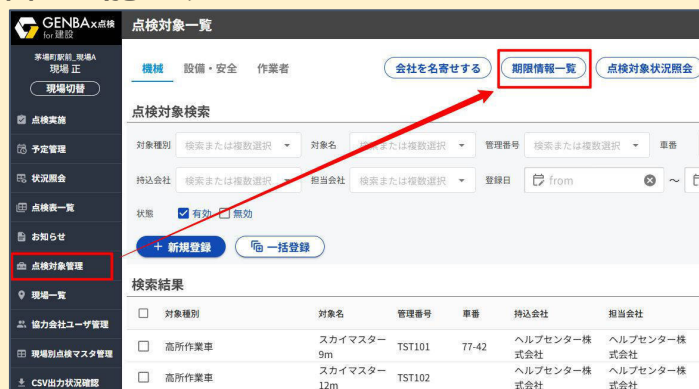 GENBAx点検
for 建設
点検対象一覧
茅場町駅前_現場A
現場 正
現場切替
点検実施
予定管理
状況照会
点検表一覧
お知らせ
点検対象管理
現場一覧
協力会社ユーザ管理
現場別点検マスタ管理
CSV出力状況確認
機械 設備・安全 作業者 会社を名寄せする 期限情報一覧 点検対象状況照会
点検対象検索
対象種別 検索または複数選択 対象名 検索または複数選択 管理番号 検索または複数選択 車番
持込会社 検索または複数選択 担当会社 検索または複数選択 登録日 from ~
状態 有効 無効
+ 新規登録 一括登録
検索結果
対象種別 対象名 管理番号 車番 持込会社 担当会社
高所作業車 スカイマスター9m TST101 77-42 ヘルプセンター株式会社 ヘルプセンター株式会社
高所作業車 スカイマスター12m TST102 ヘルプセンター株式会社 ヘルプセンター株式会社